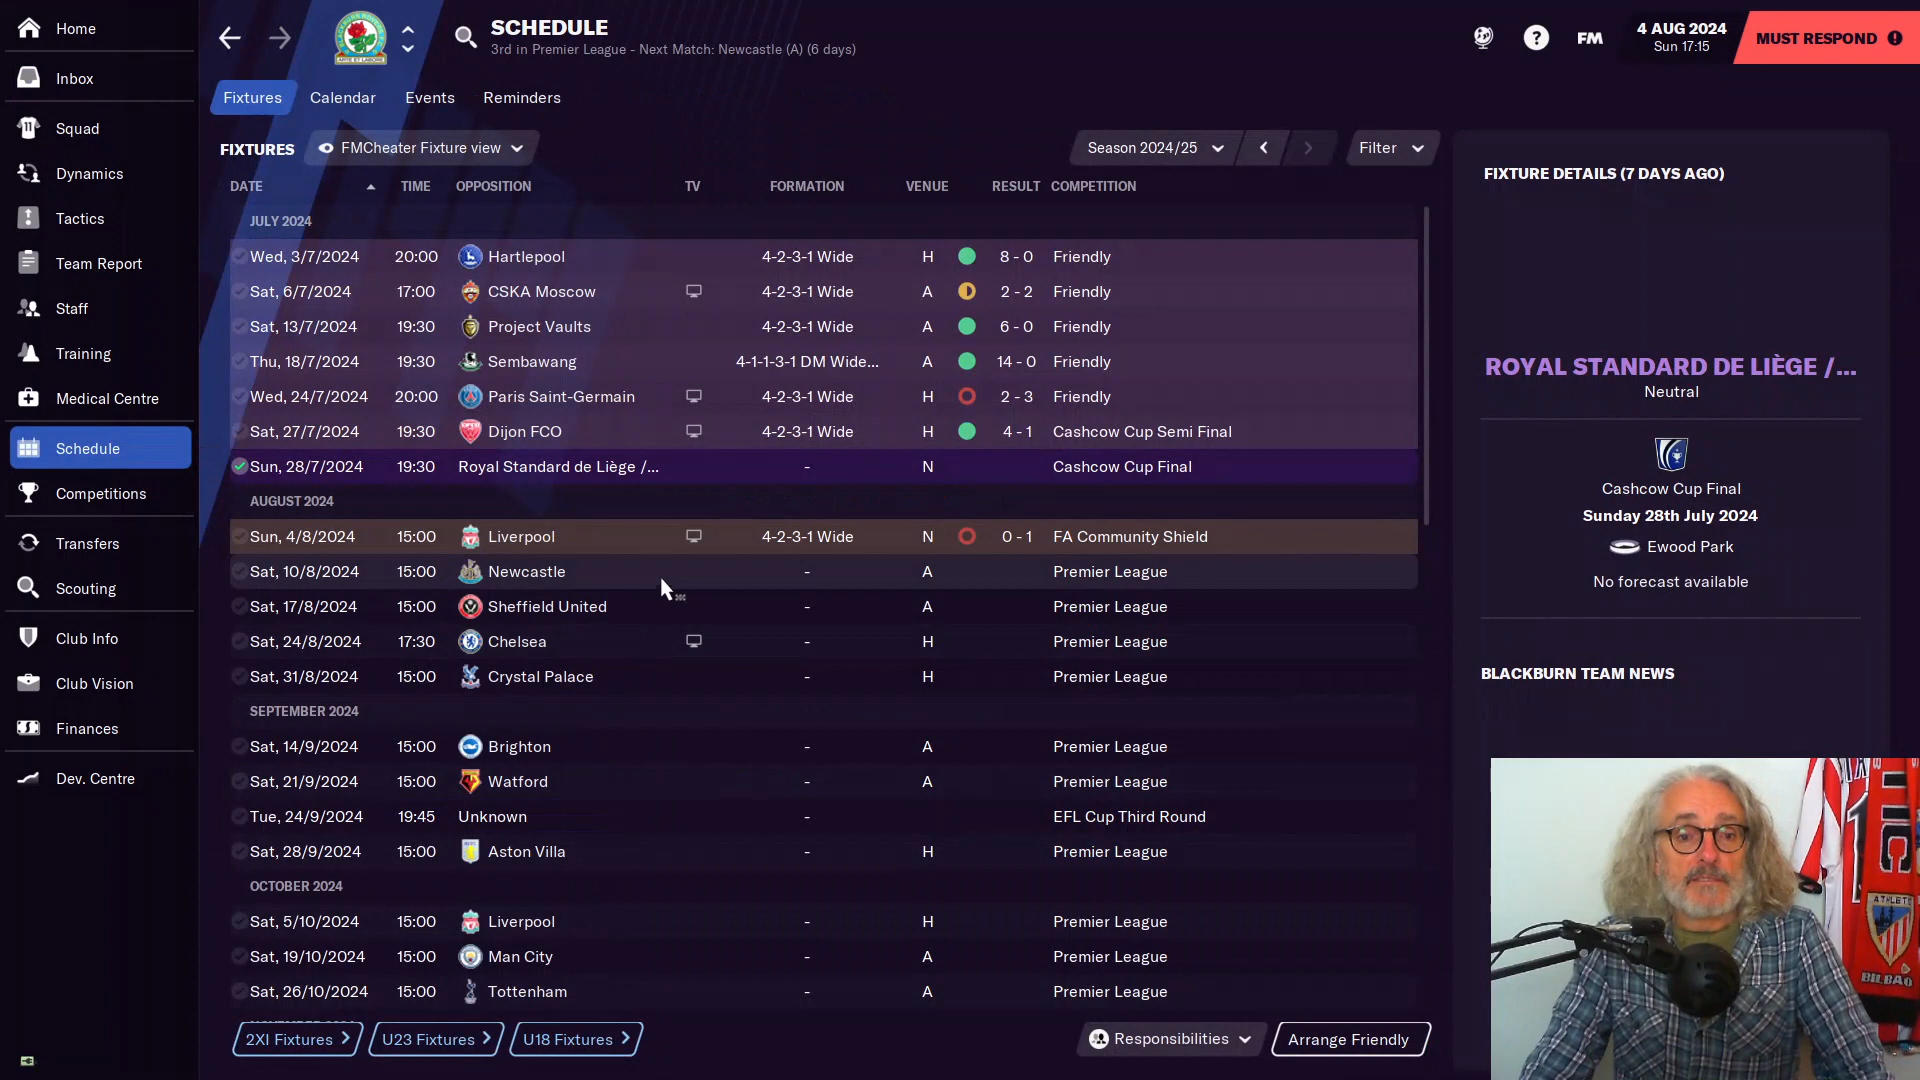 Home
Inbox
Squad
Dynamics
Tactics
Team Report
Staff
Training
Medical Centre
Schedule
Competitions
Transfers
Scouting
Club Info
Club Vision
Finances
Dev. Centre
SCHEDULE
3rd in Premier League - Next Match: Newcastle (A) (6 days)
FM
4 AUG 2024
Sun 17:15
MUST RESPOND
Fixtures Calendar Events Reminders
FIXTURES FMCheater Fixture view Season 2024/25 Filter
DATE TIME OPPOSITION TV FORMATION VENUE RESULT COMPETITION
JULY 2024
Wed, 3/7/2024 20:00 Hartlepool 4-2-3-1 Wide H 8 - 0 Friendly
Sat, 6/7/2024 17:00 CSKA Moscow 4-2-3-1 Wide A 2 - 2 Friendly
Sat, 13/7/2024 19:30 Project Vaults 4-2-3-1 Wide A 6 - 0 Friendly
Thu, 18/7/2024 19:30 Sembawang 4-1-1-3-1 DM Wide... A 14 - 0 Friendly
Wed, 24/7/2024 20:00 Paris Saint-Germain 4-2-3-1 Wide H 2 - 3 Friendly
Sat, 27/7/2024 19:30 Dijon FCO 4-2-3-1 Wide H 4 - 1 Cashcow Cup Semi Final
Sun, 28/7/2024 19:30 Royal Standard de Liège /... - N Cashcow Cup Final
AUGUST 2024
Sun, 4/8/2024 15:00 Liverpool 4-2-3-1 Wide N 0 - 1 FA Community Shield
Sat, 10/8/2024 15:00 Newcastle - A Premier League
Sat, 17/8/2024 15:00 Sheffield United - A Premier League
Sat, 24/8/2024 17:30 Chelsea - H Premier League
Sat, 31/8/2024 15:00 Crystal Palace - H Premier League
SEPTEMBER 2024
Sat, 14/9/2024 15:00 Brighton - A Premier League
Sat, 21/9/2024 15:00 Watford - A Premier League
Tue, 24/9/2024 19:45 Unknown - EFL Cup Third Round
Sat, 28/9/2024 15:00 Aston Villa - H Premier League
OCTOBER 2024
Sat, 5/10/2024 15:00 Liverpool - H Premier League
Sat, 19/10/2024 15:00 Man City - A Premier League
Sat, 26/10/2024 15:00 Tottenham - A Premier League
2XI Fixtures U23 Fixtures U18 Fixtures Responsibilities Arrange Friendly
FIXTURE DETAILS (7 DAYS AGO)
ROYAL STANDARD DE LIÈGE /...
Neutral
Cashcow Cup Final
Sunday 28th July 2024
Ewood Park
No forecast available
BLACKBURN TEAM NEWS
BILBAO